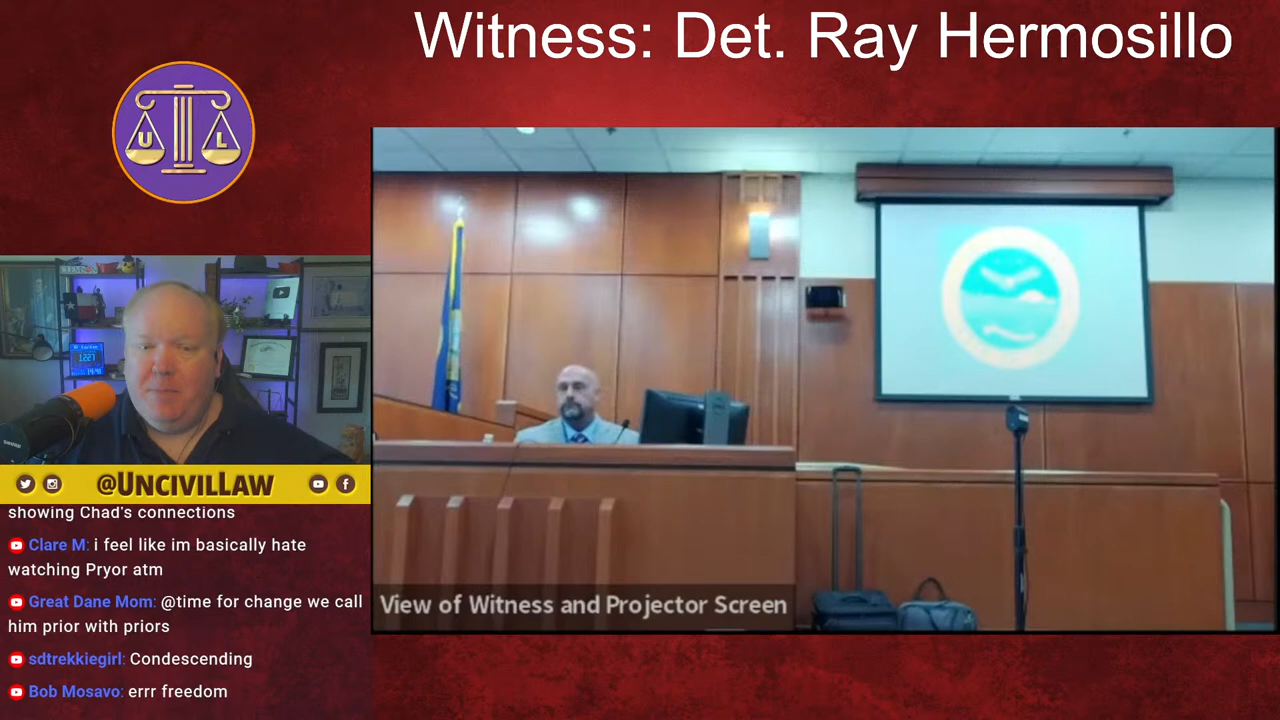 Witness: Det. Ray Hermosillo
U L
1227
@UNCIVILLAW
showing Chad's connections
Clare M: i feel like im basically hate
watching Pryor atm
Great Dane Mom: @time for change we call
him prior with priors
sdtrekkiegirl: Condescending
Bob Mosavo: errr freedom
View of Witness and Projector Screen